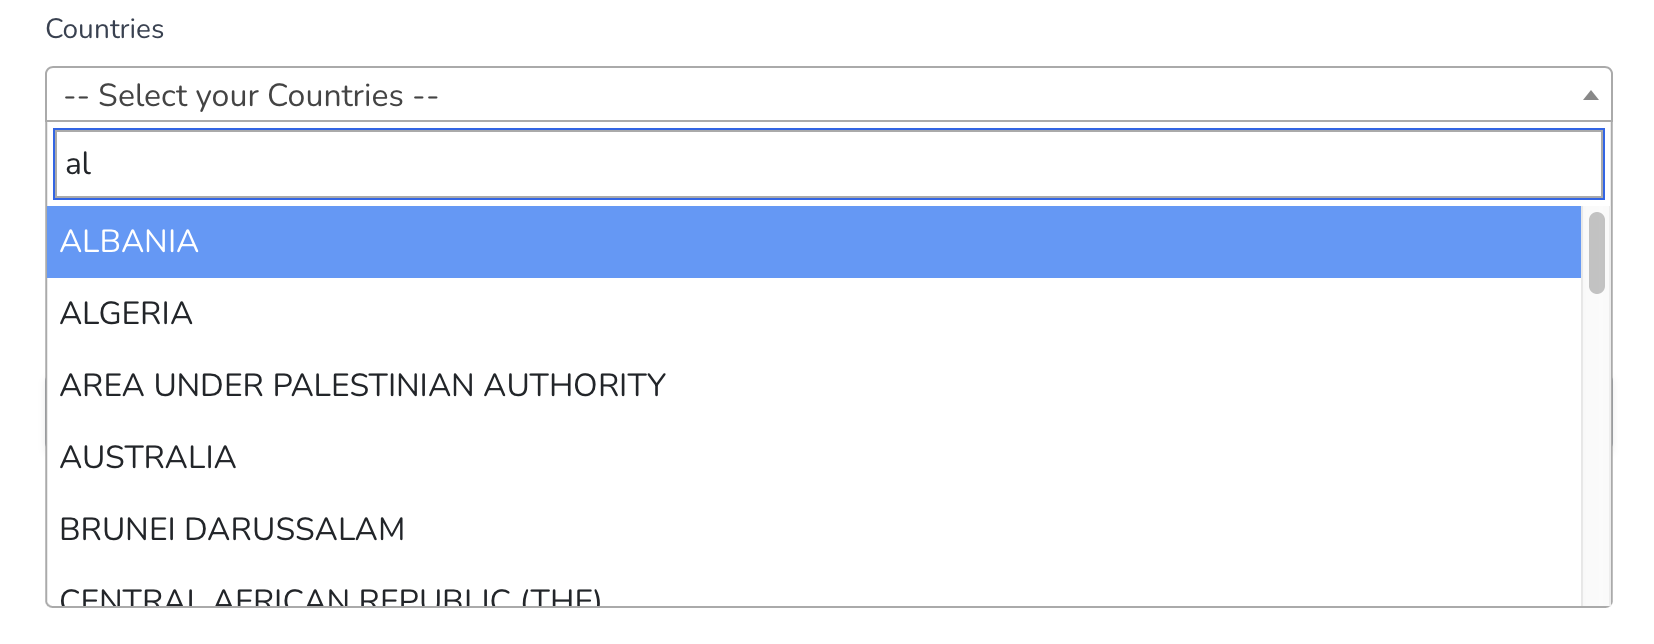 Countries
-- Select your Countries --
al
ALBANIA
ALGERIA
AREA UNDER PALESTINIAN AUTHORITY
AUSTRALIA
BRUNEI DARUSSALAM
CENTRAL AFRICAN REPUBLIC (THE)